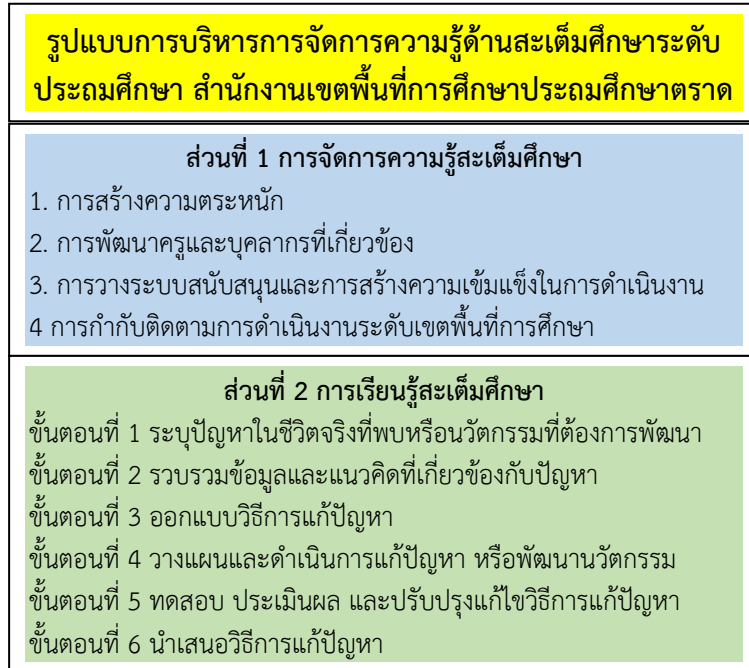 รูปแบบการบริหารการจัดการความรู้ด้านสะเต็มศึกษาระดับ
ประถมศึกษา สำนักงานเขตพื้นที่การศึกษาประถมศึกษาตราด
ส่วนที่ 1 การจัดการความรู้สะเต็มศึกษา
1. การสร้างความตระหนัก
2. การพัฒนาครูและบุคลากรที่เกี่ยวข้อง
3. การวางระบบสนับสนุนและการสร้างความเข้มแข็งในการดำเนินงาน
4 การกำกับติดตามการดำเนินงานระดับเขตพื้นที่การศึกษา
ส่วนที่ 2 การเรียนรู้สะเต็มศึกษา
ขั้นตอนที่ 1 ระบุปัญหาในชีวิตจริงที่พบหรือนวัตกรรมที่ต้องการพัฒนา
ขั้นตอนที่ 2 รวบรวมข้อมูลและแนวคิดที่เกี่ยวข้องกับปัญหา
ขั้นตอนที่ 3 ออกแบบวิธีการแก้ปัญหา
ขั้นตอนที่ 4 วางแผนและดำเนินการแก้ปัญหา หรือพัฒนานวัตกรรม
ขั้นตอนที่ 5 ทดสอบ ประเมินผล และปรับปรุงแก้ไขวิธีการแก้ปัญหา
ขั้นตอนที่ 6 นำเสนอวิธีการแก้ปัญหา